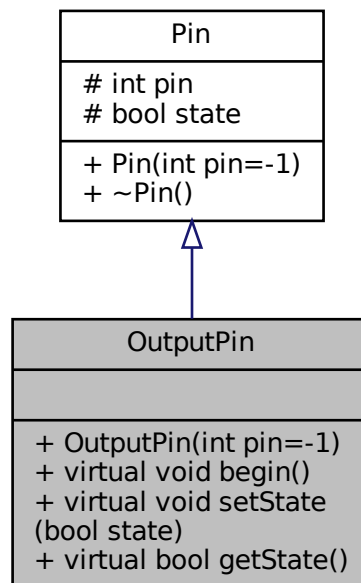 Pin
# int pin
# bool state
+ Pin(int pin=-1)
+ ~Pin()
OutputPin
+ OutputPin(int pin=-1)
+ virtual void begin()
+ virtual void setState
(bool state)
+ virtual bool getState()